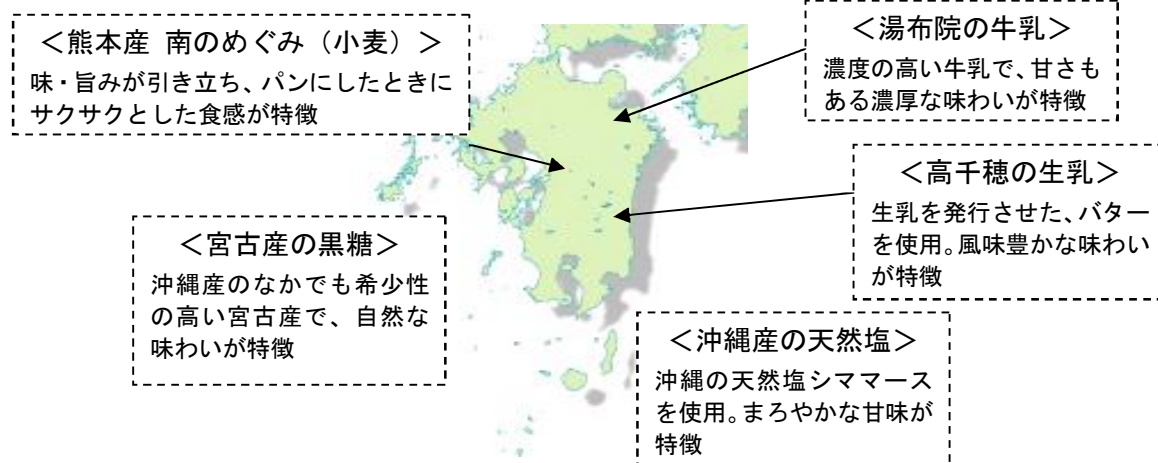 ＜熊本産 南のめぐみ（小麦）＞
味・旨みが引き立ち、パンにしたときに
サクサクとした食感が特徴
＜湯布院の牛乳＞
濃度の高い牛乳で、甘さも
ある濃厚な味わいが特徴
＜高千穂の生乳＞
生乳を発行させた、バター
を使用。風味豊かな味わい
が特徴
＜宮古産の黒糖＞
沖縄産のなかでも希少性
の高い宮古産で、自然な
味わいが特徴
＜沖縄産の天然塩＞
沖縄の天然塩シママース
を使用。まろやかな甘味が
特徴